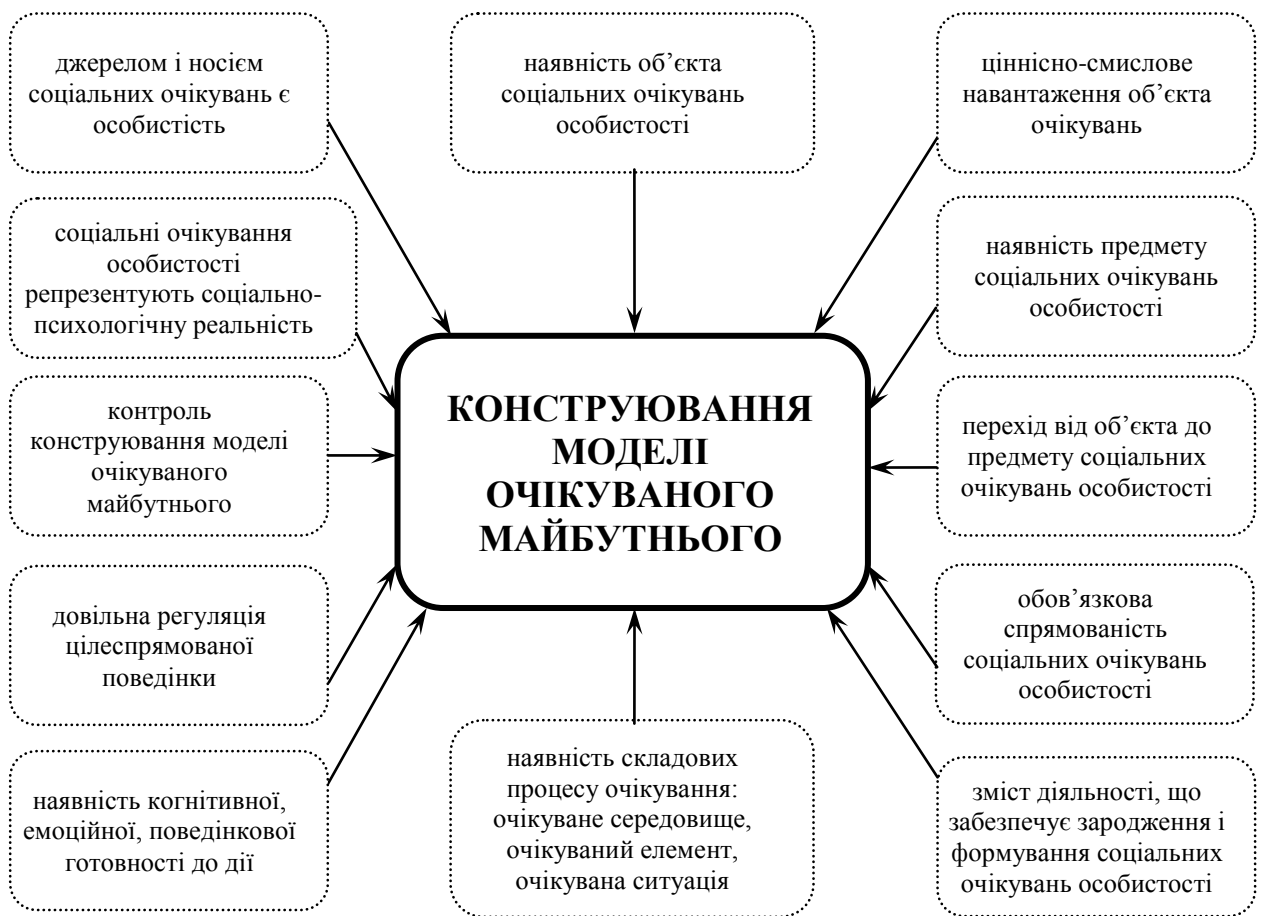 джерелом і носієм
соціальних очікувань є
особистість
наявність об’єкта
соціальних очікувань
особистості
ціннісно-смислове
навантаження об’єкта
очікувань
соціальні очікування
особистості
репрезентують соціально-
психологічну реальність
наявність предмету
соціальних очікувань
особистості
контроль
конструювання моделі
очікуваного
майбутнього
КОНСТРУЮВАННЯ
МОДЕЛІ
ОЧІКУВАНОГО
МАЙБУТНЬОГО
перехід від об’єкта до
предмету соціальних
очікувань особистості
довільна регуляція
цілеспрямованої
поведінки
обов’язкова
спрямованість
соціальних очікувань
особистості
наявність когнітивної,
емоційної, поведінкової
готовності до дії
наявність складових
процесу очікування:
очікуване середовище,
очікуваний елемент,
очікувана ситуація
зміст діяльності, що
забезпечує зародження і
формування соціальних
очікувань особистості